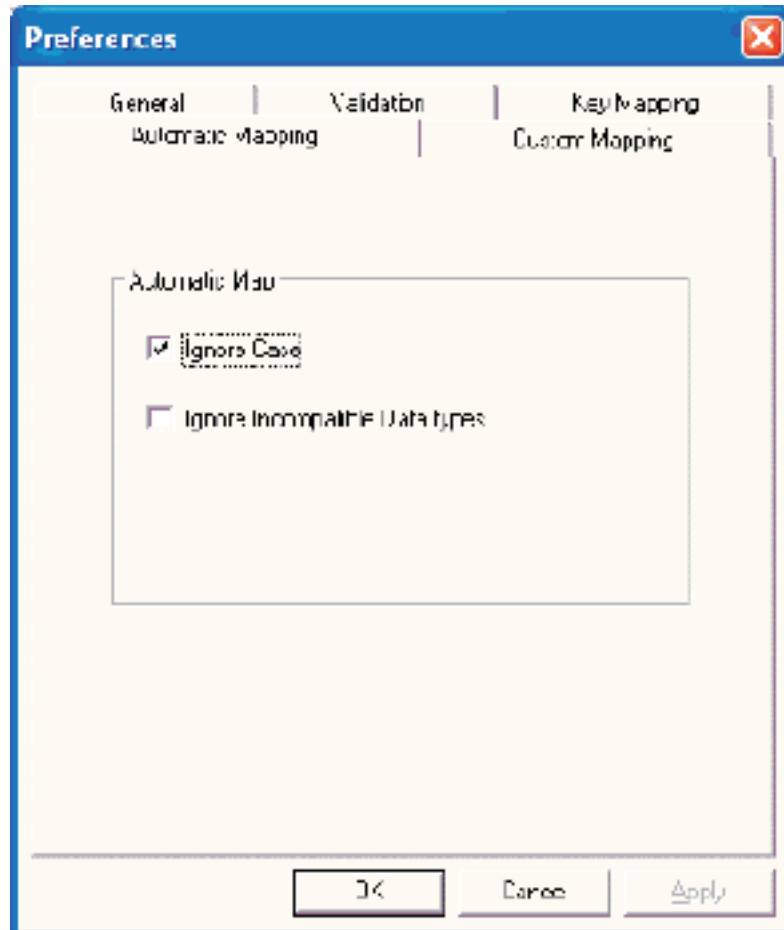 Preferences
General Validation Key Mapping
Automatic Mapping Custom Mapping
Automatic Map
Ignore Case
Ignore Incompatible Data types
OK Cancel Apply